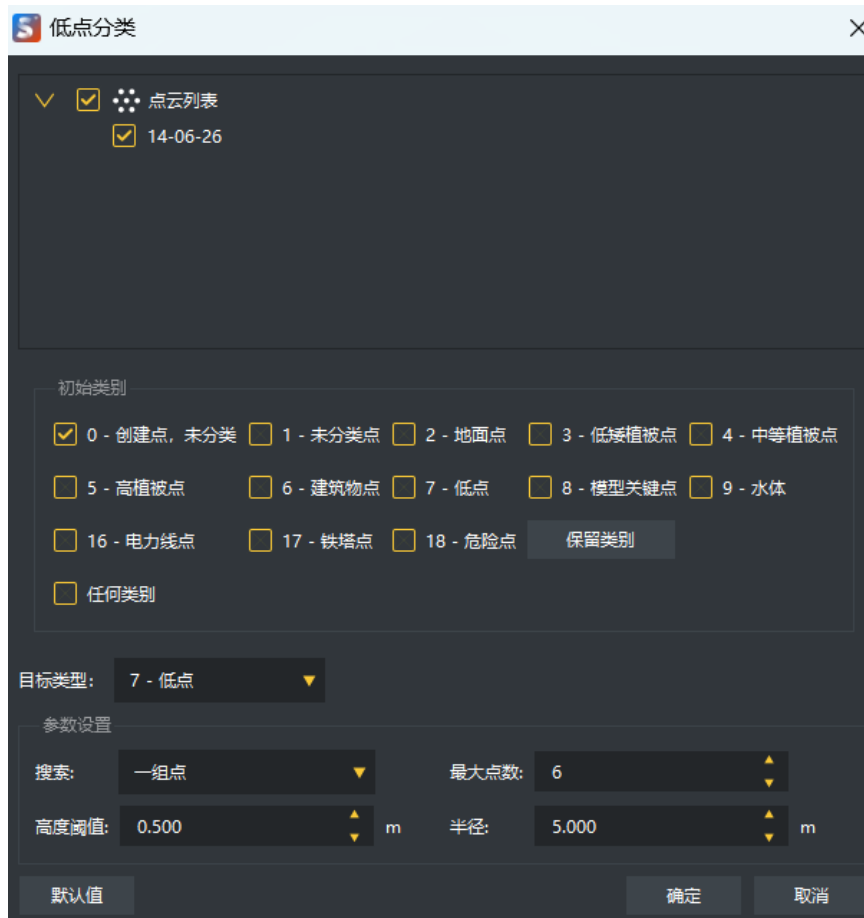 低点分类
点云列表
14-06-26
初始类别
0 - 创建点，未分类 1 - 未分类点 2 - 地面点 3 - 低矮植被点 4 - 中等植被点
5 - 高植被点 6 - 建筑物点 7 - 低点 8 - 模型关键点 9 - 水体
16 - 电力线点 17 - 铁塔点 18 - 危险点 保留类别
任何类别
目标类型: 7 - 低点
参数设置
搜索: 一组点 最大点数: 6
高度阈值: 0.500 m 半径: 5.000 m
默认值 确定 取消